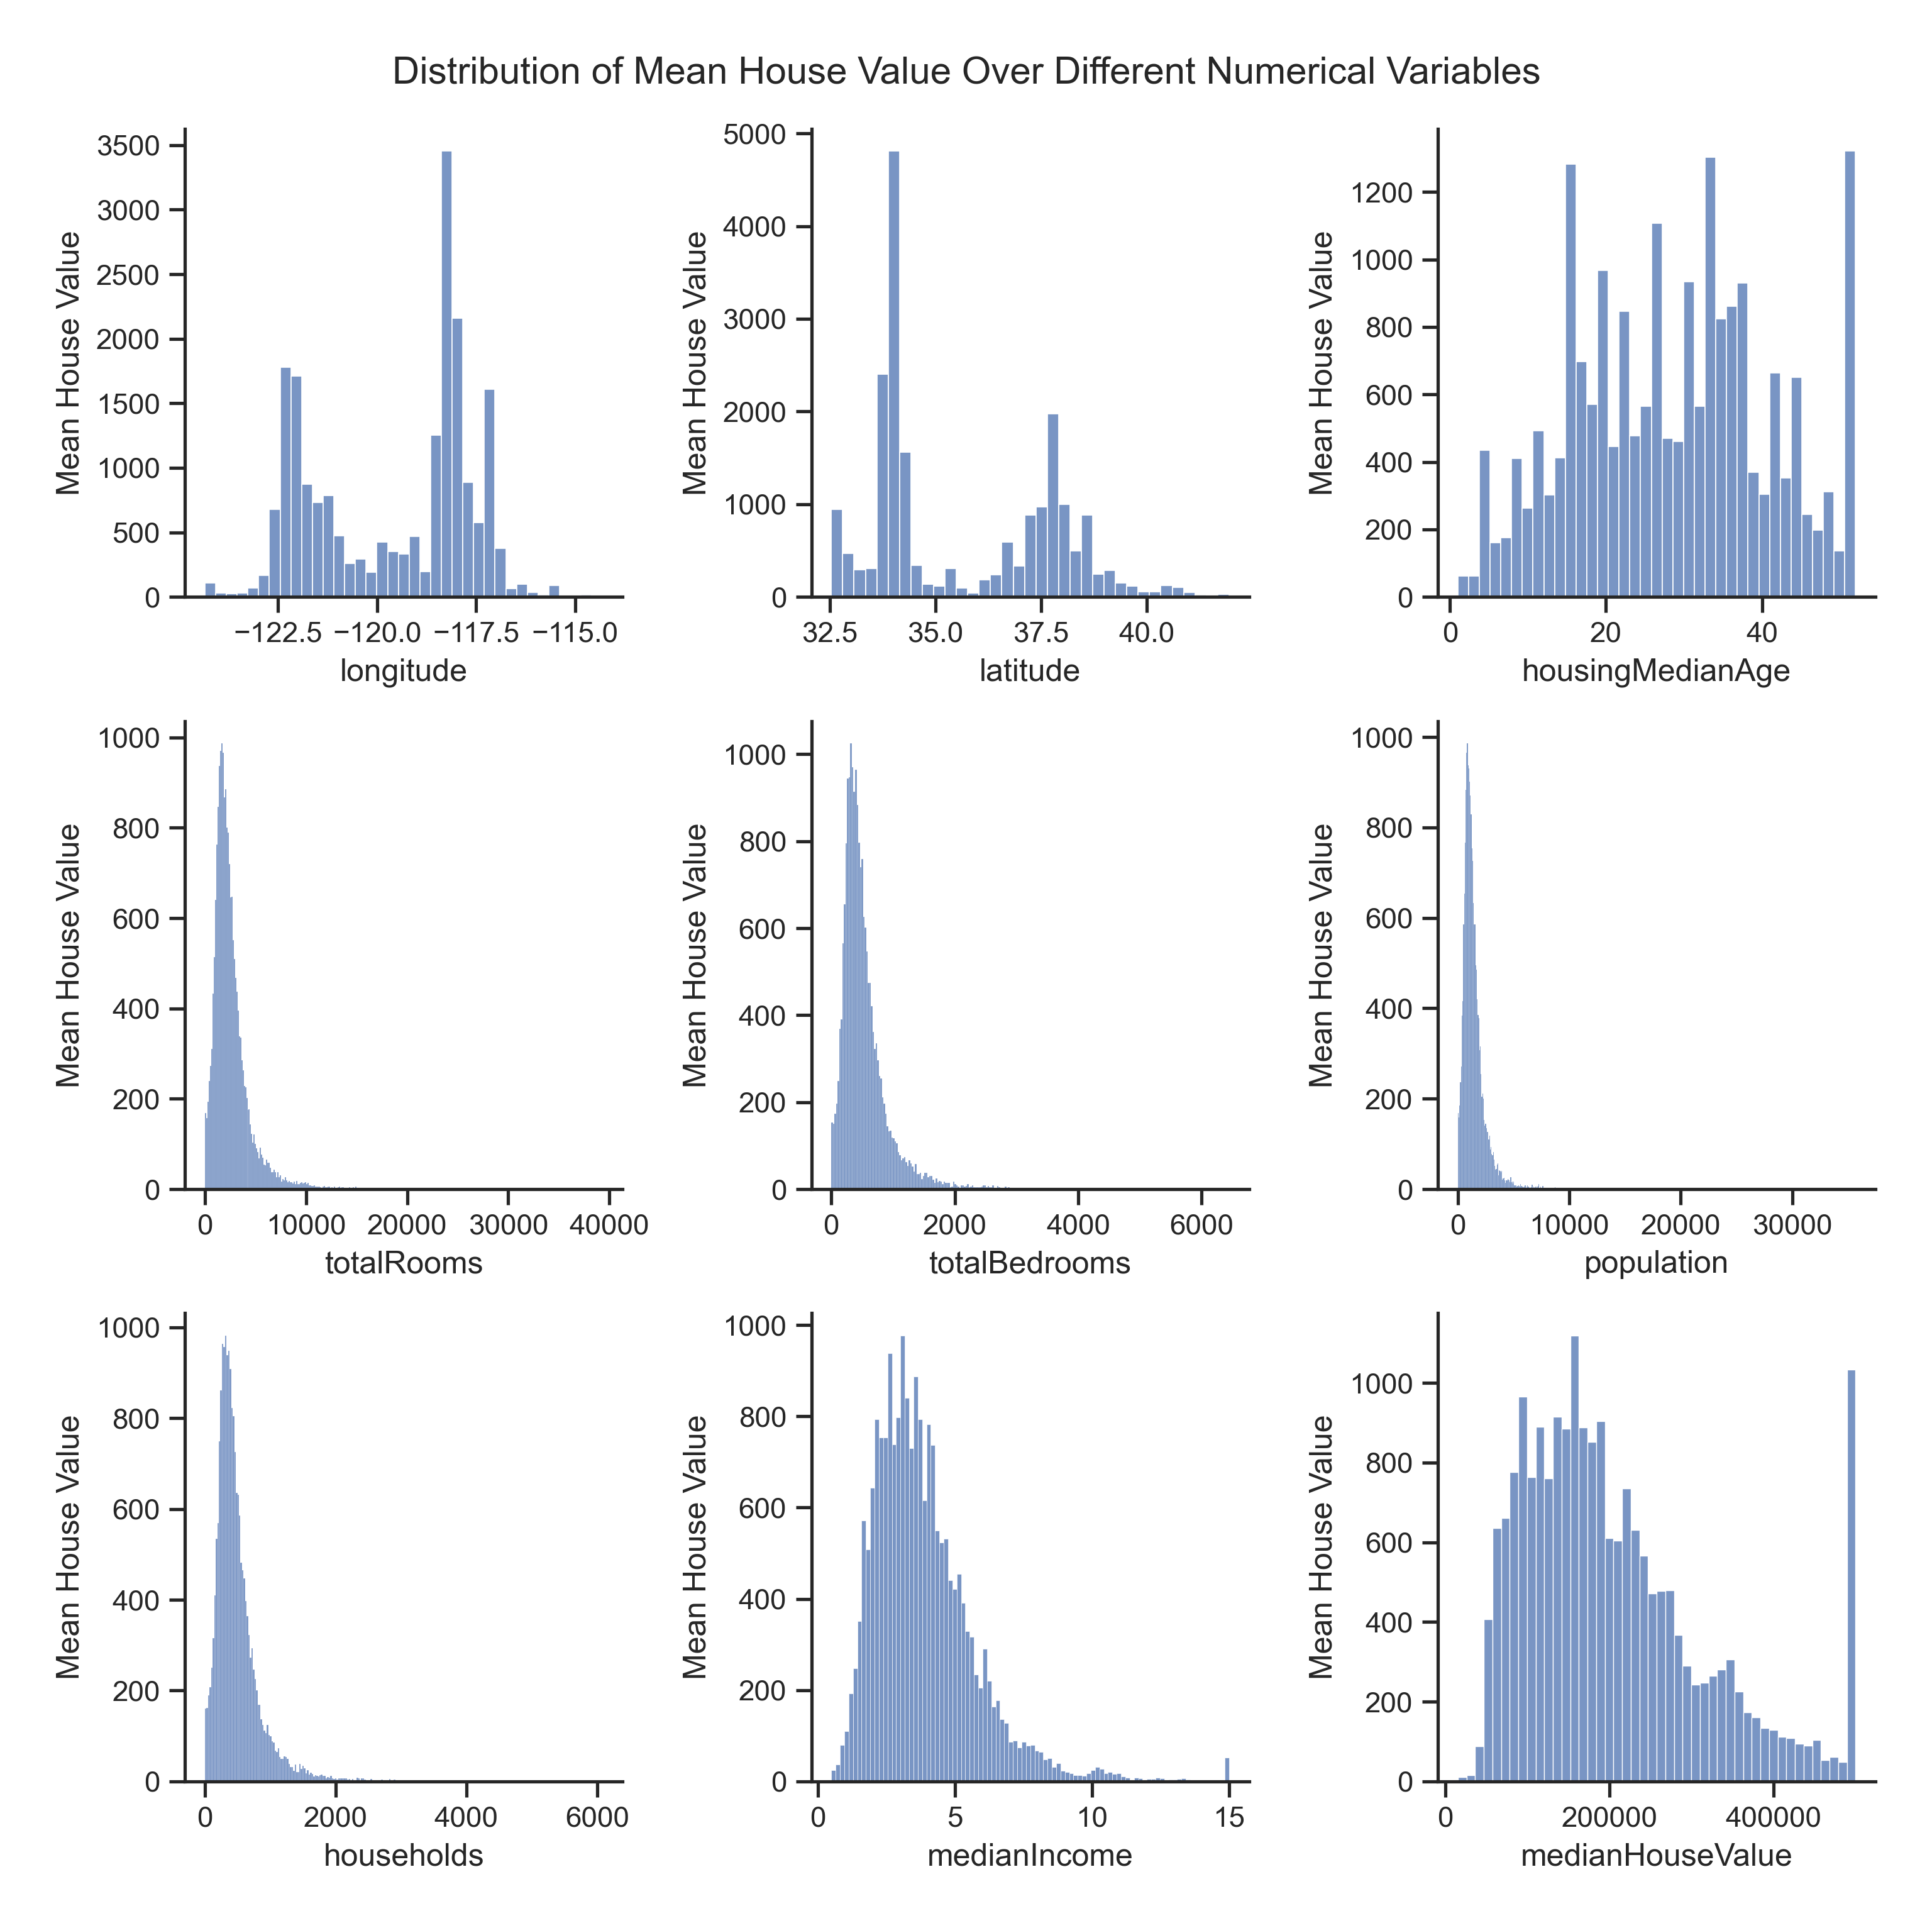 Distribution of Mean House Value Over Different Numerical Variables
3500
3000
2500
2000
1500
1000
500
0
Mean House Value
−122.5 −120.0 −117.5 −115.0
longitude
5000
4000
3000
2000
1000
0
Mean House Value
32.5 35.0 37.5 40.0
latitude
1200
1000
800
600
400
200
0
Mean House Value
0 20 40
housingMedianAge
1000
800
600
400
200
0
Mean House Value
0 10000 20000 30000 40000
totalRooms
1000
800
600
400
200
0
Mean House Value
0 2000 4000 6000
totalBedrooms
1000
800
600
400
200
0
Mean House Value
0 10000 20000 30000
population
1000
800
600
400
200
0
Mean House Value
0 2000 4000 6000
households
1000
800
600
400
200
0
Mean House Value
0 5 10 15
medianIncome
1000
800
600
400
200
0
Mean House Value
0 200000 400000
medianHouseValue